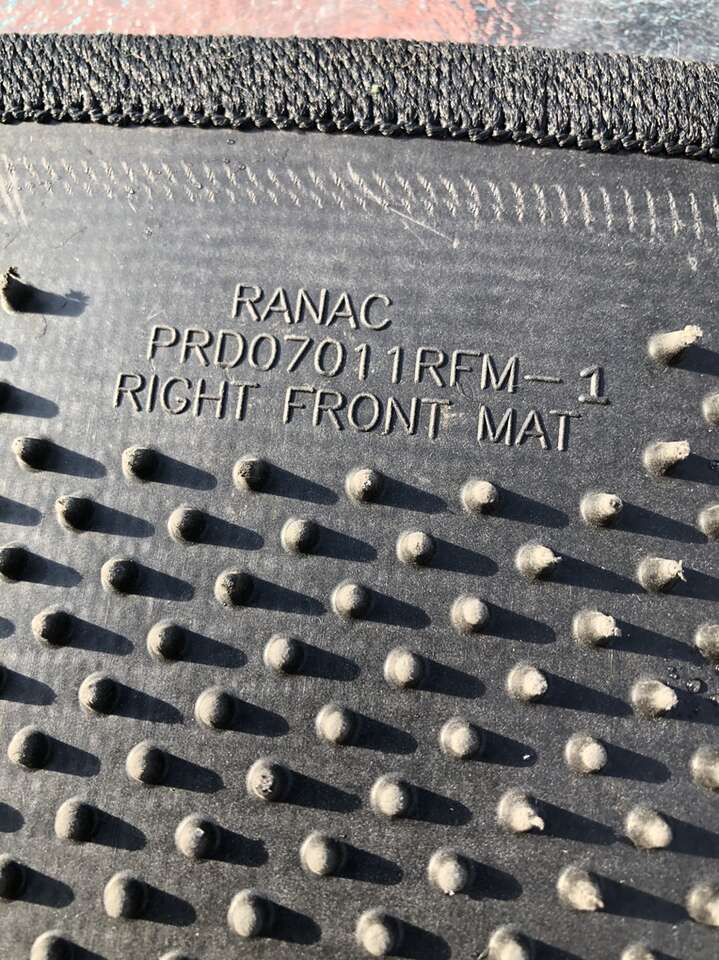 RANAC
PRD07011RFM-1
RIGHT FRONT MAT